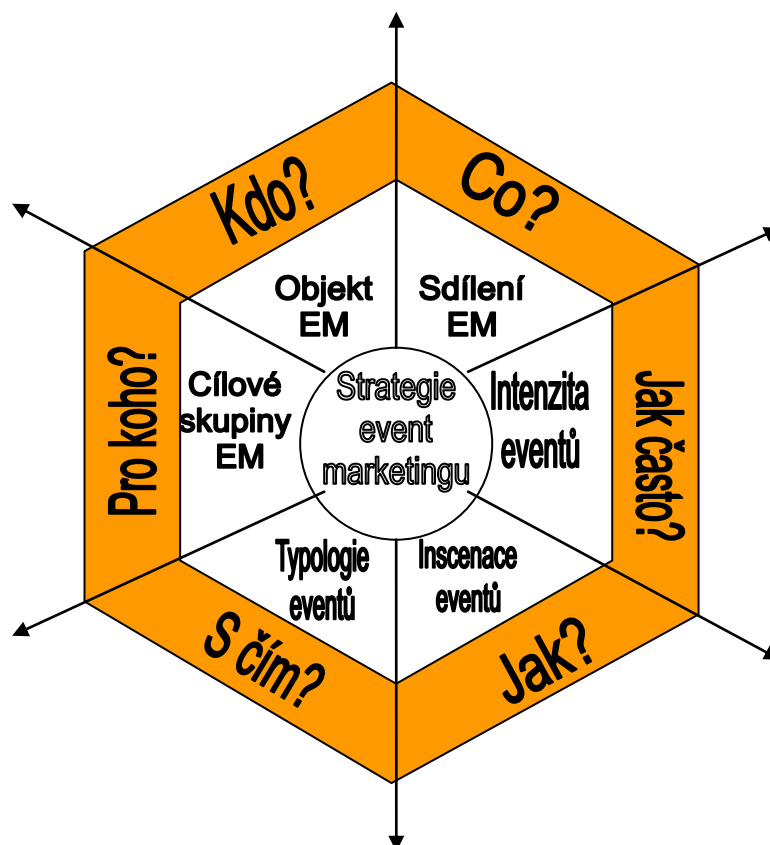 Kdo?
Co?
Objekt
EM
Sdílení
EM
Pro koho?
Cílové
skupiny
EM
Strategie
event
marketingu
Intenzita
eventů
Jak často?
Typologie
eventů
Inscenace
eventů
S čím?
Jak?